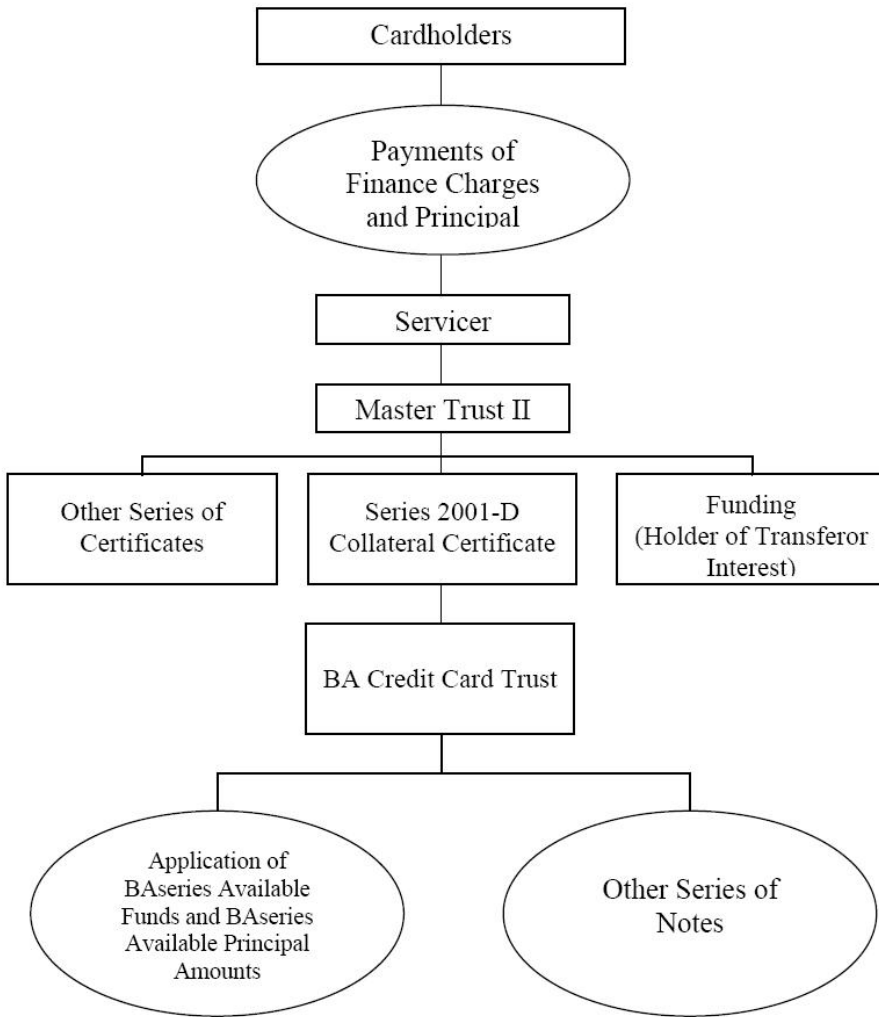 Cardholders
Payments of
Finance Charges
and Principal
Servicer
Master Trust II
Other Series of
Certificates
Series 2001-D
Collateral Certificate
Funding
(Holder of Transferor
Interest)
BA Credit Card Trust
Application of
BAseries Available
Funds and BAseries
Available Principal
Amounts
Other Series of
Notes